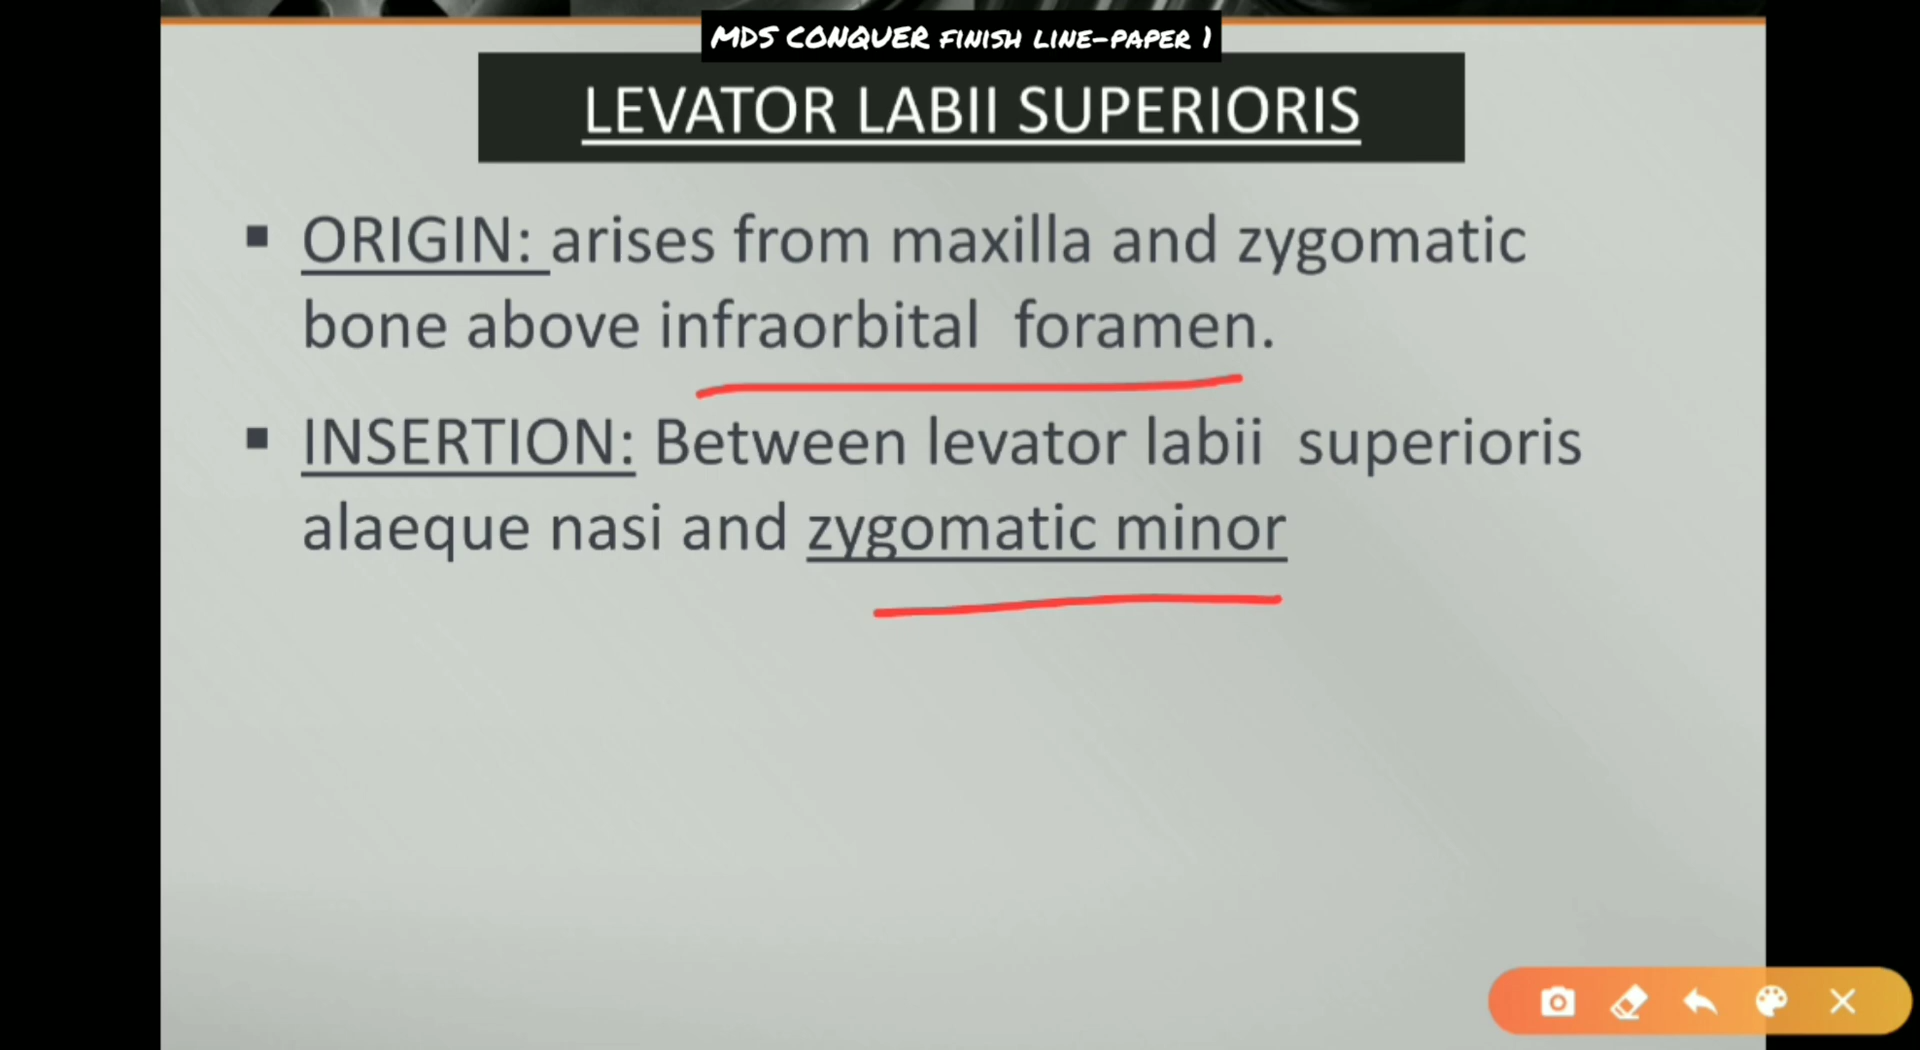 MDS CONQUER FINISH LINE-PAPER 1
LEVATOR LABII SUPERIORIS
▪ ORIGIN: arises from maxilla and zygomatic
bone above infraorbital foramen.
▪ INSERTION: Between levator labii superioris
alaeque nasi and zygomatic minor